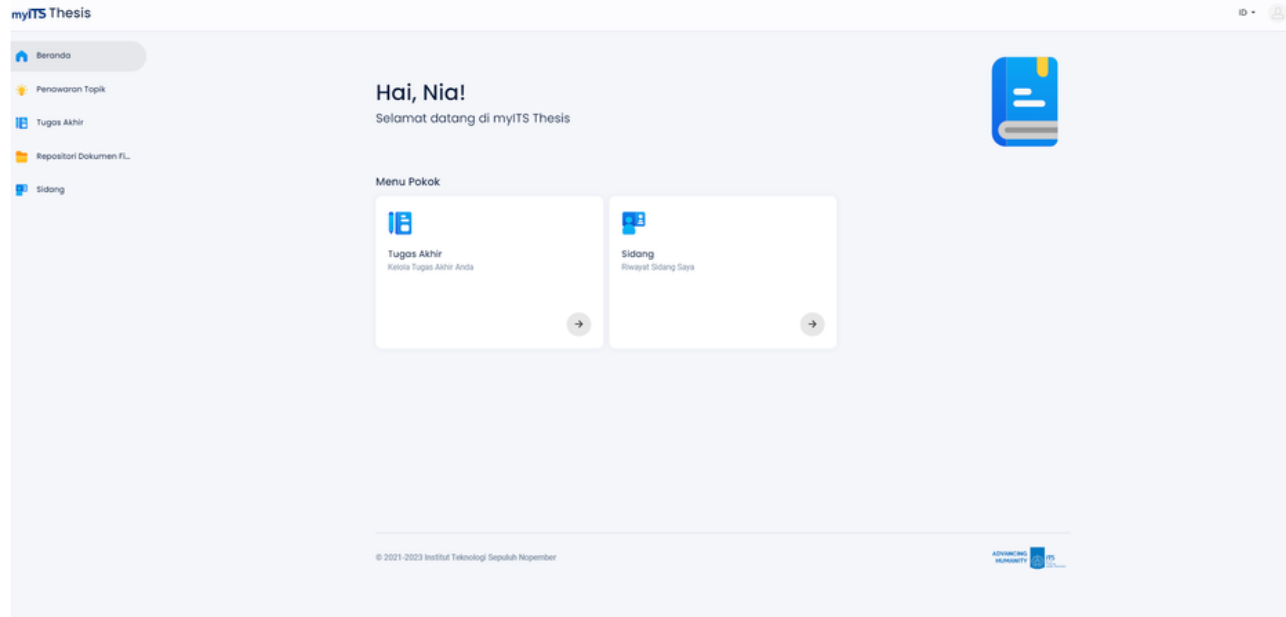 myITS Thesis
ID
Beranda
Penawaran Topik
Tugas Akhir
Repositori Dokumen Fi...
Sidang
Hai, Nia!
Selamat datang di myITS Thesis
Menu Pokok
Tugas Akhir
Kelola Tugas Akhir Anda
Sidang
Riwayat Sidang Saya
© 2021-2023 Institut Teknologi Sepuluh Nopember
ADVANCING
HUMANITY
ITS